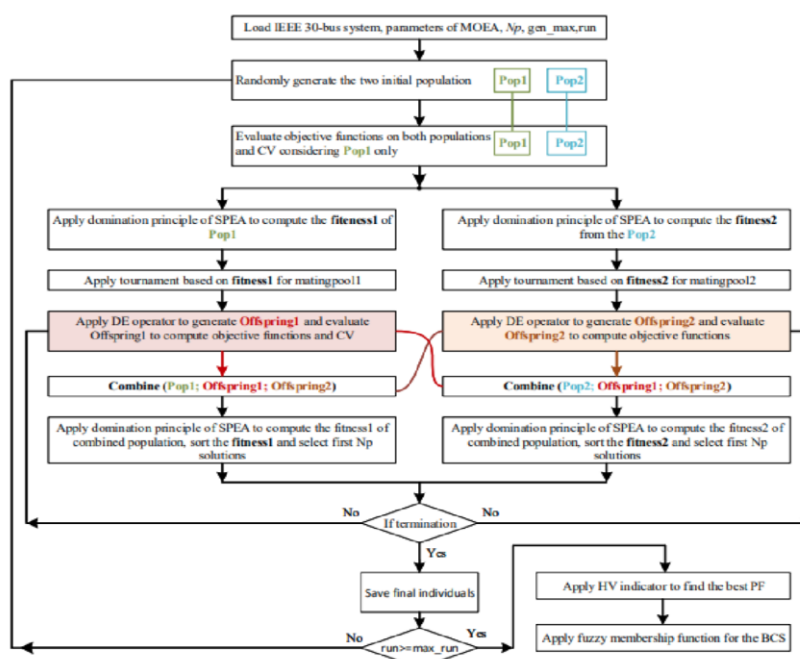 Load IEEE 30-bus system, parameters of MOEA, Np, gen_max,run
Randomly generate the two initial population
Pop1
Pop2
Evaluate objective functions on both populations
and CV considering Pop1 only
Pop1
Pop2
Apply domination principle of SPEA to compute the fiteness1 of
Pop1
Apply domination principle of SPEA to compute the fitness2
from the Pop2
Apply tournament based on fitness1 for matingpool1
Apply tournament based on fitness2 for matingpool2
Apply DE operator to generate Offspring1 and evaluate
Offspring1 to compute objective functions and CV
Apply DE operator to generate Offspring2 and evaluate
Offspring2 to compute objective functions
Combine (Pop1; Offspring1; Offspring2)
Combine (Pop2; Offspring1; Offspring2)
Apply domination principle of SPEA to compute the fitness1 of
combined population, sort the fitness1 and select first Np
solutions
Apply domination principle of SPEA to compute the fitness2 of
combined population, sort the fitness2 and select first Np
solutions
No
If termination
No
Yes
Save final individuals
Apply HV indicator to find the best PF
No
run>=max_run
Yes
Apply fuzzy membership function for the BCS